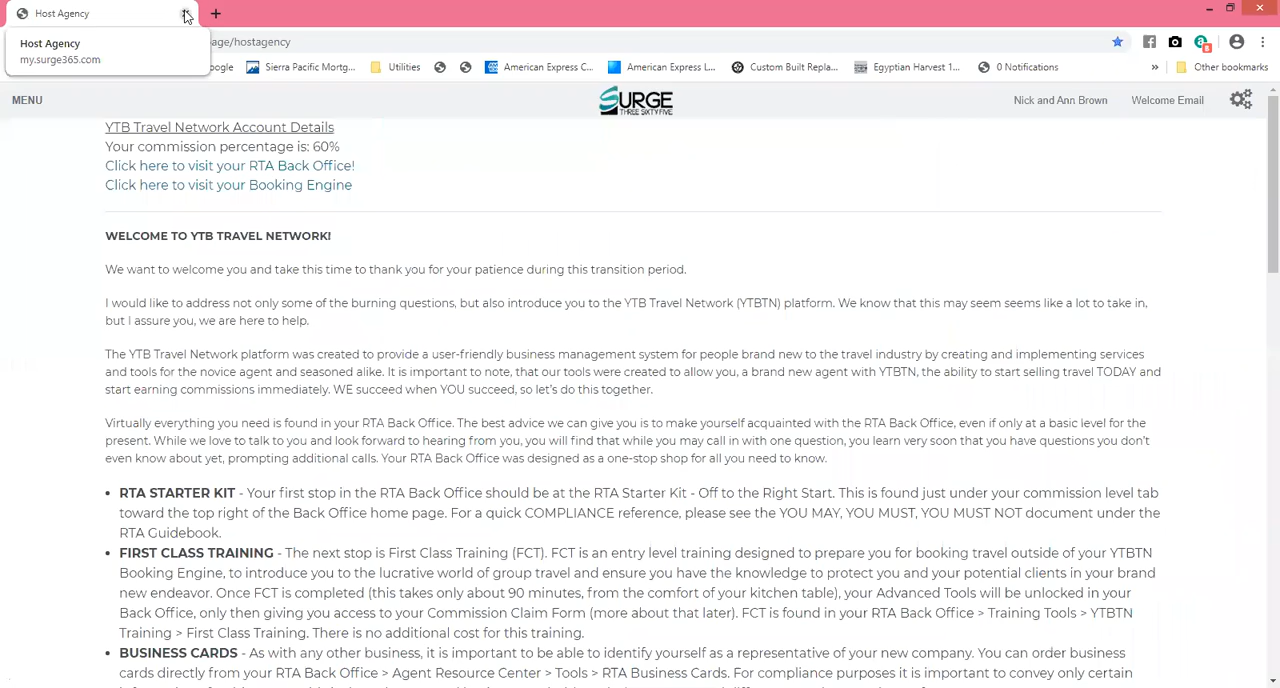 Host Agency
Host Agency
my.surge365.com
age/hostagency
ogle Sierra Pacific Mortg... Utilities American Express C... American Express L... Custom Built Repla... Egyptian Harvest 1... 0 Notifications » Other bookmarks
MENU SURGE THREE SIXTY FIVE Nick and Ann Brown Welcome Email
YTB Travel Network Account Details
Your commission percentage is: 60%
Click here to visit your RTA Back Office!
Click here to visit your Booking Engine
WELCOME TO YTB TRAVEL NETWORK!
We want to welcome you and take this time to thank you for your patience during this transition period.
I would like to address not only some of the burning questions, but also introduce you to the YTB Travel Network (YTBTN) platform. We know that this may seem seems like a lot to take in,
but I assure you, we are here to help.
The YTB Travel Network platform was created to provide a user-friendly business management system for people brand new to the travel industry by creating and implementing services
and tools for the novice agent and seasoned alike. It is important to note, that our tools were created to allow you, a brand new agent with YTBTN, the ability to start selling travel TODAY and
start earning commissions immediately. WE succeed when YOU succeed, so let's do this together.
Virtually everything you need is found in your RTA Back Office. The best advice we can give you is to make yourself acquainted with the RTA Back Office, even if only at a basic level for the
present. While we love to talk to you and look forward to hearing from you, you will find that while you may call in with one question, you learn very soon that you have questions you don't
even know about yet, prompting additional calls. Your RTA Back Office was designed as a one-stop shop for all you need to know.
• RTA STARTER KIT - Your first stop in the RTA Back Office should be at the RTA Starter Kit - Off to the Right Start. This is found just under your commission level tab
toward the top right of the Back Office home page. For a quick COMPLIANCE reference, please see the YOU MAY, YOU MUST, YOU MUST NOT document under the
RTA Guidebook.
• FIRST CLASS TRAINING - The next stop is First Class Training (FCT). FCT is an entry level training designed to prepare you for booking travel outside of your YTBTN
Booking Engine, to introduce you to the lucrative world of group travel and ensure you have the knowledge to protect you and your potential clients in your brand
new endeavor. Once FCT is completed (this takes only about 90 minutes, from the comfort of your kitchen table), your Advanced Tools will be unlocked in your
Back Office, only then giving you access to your Commission Claim Form (more about that later). FCT is found in your RTA Back Office > Training Tools > YTBTN
Training > First Class Training. There is no additional cost for this training.
• BUSINESS CARDS - As with any other business, it is important to be able to identify yourself as a representative of your new company. You can order business
cards directly from your RTA Back Office > Agent Resource Center > Tools > RTA Business Cards. For compliance purposes it is important to convey only certain